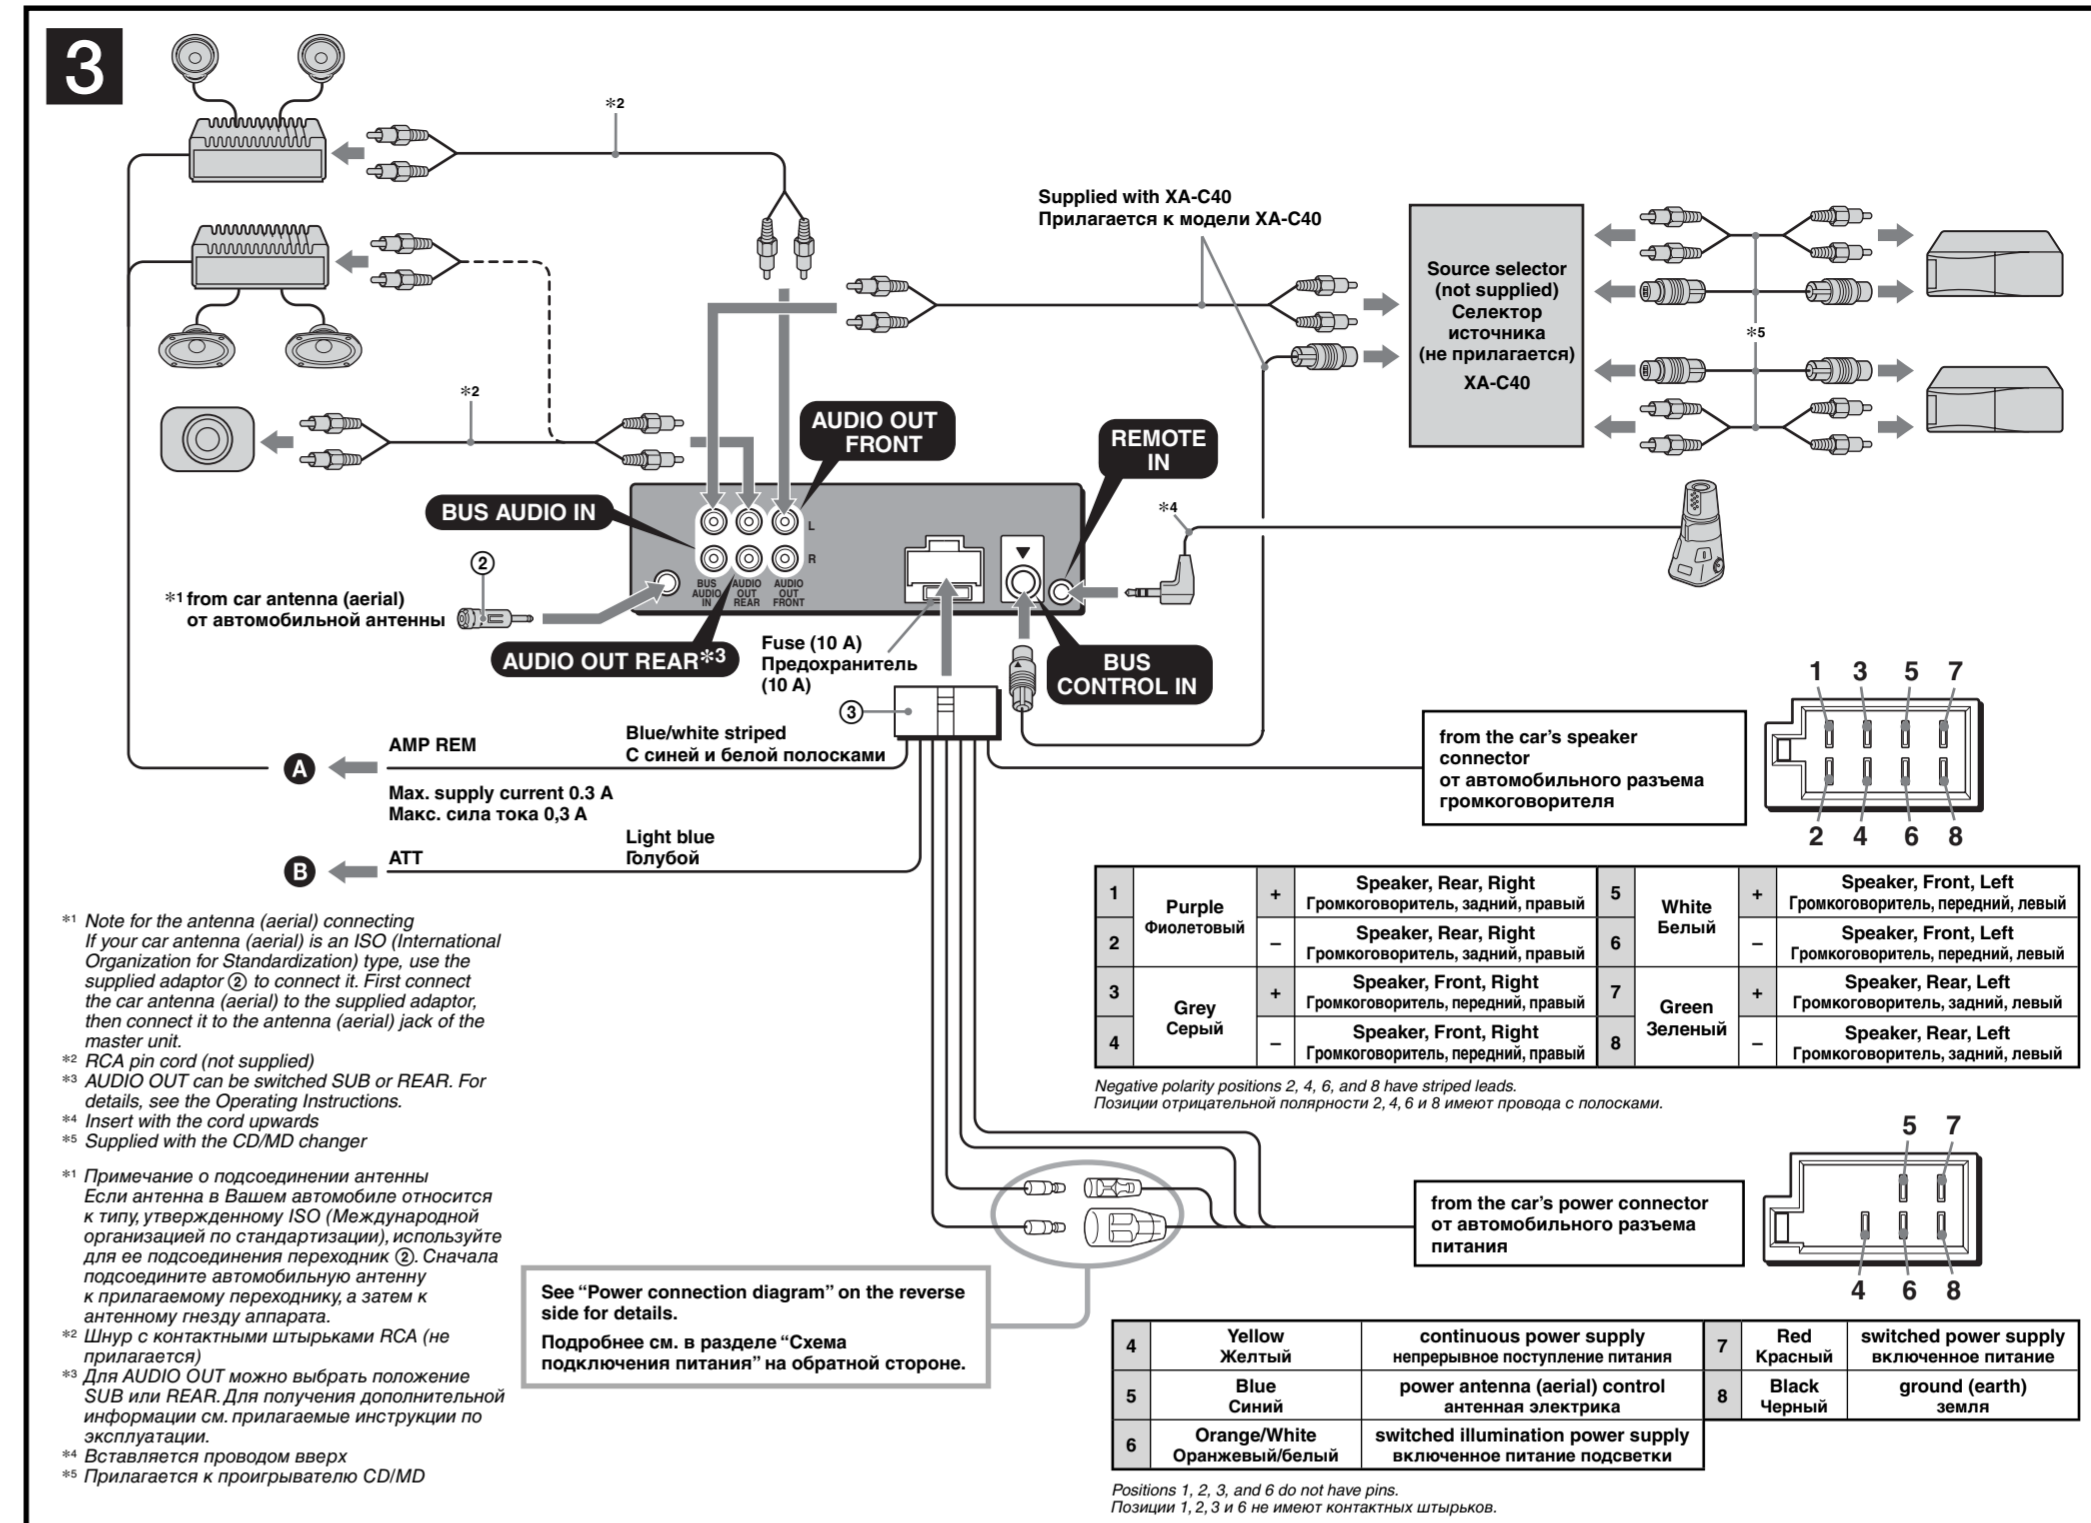 3
*2
Supplied with XA-C40
Прилагается к модели XA-C40
Source selector
(not supplied)
Селектор
источника
(не прилагается)
XA-C40
*5
*2
AUDIO OUT
FRONT
REMOTE
IN
BUS AUDIO IN
*4
L
R
BUS
AUDIO
IN
AUDIO
OUT
REAR
AUDIO
OUT
FRONT
②
*1 from car antenna (aerial)
от автомобильной антенны
AUDIO OUT REAR*3
Fuse (10 A)
Предохранитель
(10 A)
BUS
CONTROL IN
③
A
AMP REM
Blue/white striped
С синей и белой полосками
Max. supply current 0.3 A
Макс. сила тока 0,3 А
B
ATT
Light blue
Голубой
from the car's speaker
connector
от автомобильного разъема
громкоговорителя
1 3 5 7
2 4 6 8
1 Purple Фиолетовый + Speaker, Rear, Right Громкоговоритель, задний, правый
2 – Speaker, Rear, Right Громкоговоритель, задний, правый
3 Grey Серый + Speaker, Front, Right Громкоговоритель, передний, правый
4 – Speaker, Front, Right Громкоговоритель, передний, правый
5 White Белый + Speaker, Front, Left Громкоговоритель, передний, левый
6 – Speaker, Front, Left Громкоговоритель, передний, левый
7 Green Зеленый + Speaker, Rear, Left Громкоговоритель, задний, левый
8 – Speaker, Rear, Left Громкоговоритель, задний, левый
Negative polarity positions 2, 4, 6, and 8 have striped leads.
Позиции отрицательной полярности 2, 4, 6 и 8 имеют провода с полосками.
*1 Note for the antenna (aerial) connecting
If your car antenna (aerial) is an ISO (International
Organization for Standardization) type, use the
supplied adaptor ② to connect it. First connect
the car antenna (aerial) to the supplied adaptor,
then connect it to the antenna (aerial) jack of the
master unit.
*2 RCA pin cord (not supplied)
*3 AUDIO OUT can be switched SUB or REAR. For
details, see the Operating Instructions.
*4 Insert with the cord upwards
*5 Supplied with the CD/MD changer
*1 Примечание о подсоединении антенны
Если антенна в Вашем автомобиле относится
к типу, утвержденному ISO (Международной
организацией по стандартизации), используйте
для ее подсоединения переходник ②. Сначала
подсоедините автомобильную антенну
к прилагаемому переходнику, а затем к
антенному гнезду аппарата.
*2 Шнур с контактными штырьками RCA (не
прилагается)
*3 Для AUDIO OUT можно выбрать положение
SUB или REAR. Для получения дополнительной
информации см. прилагаемые инструкции по
эксплуатации.
*4 Вставляется проводом вверх
*5 Прилагается к проигрывателю CD/MD
See "Power connection diagram" on the reverse
side for details.
Подробнее см. в разделе "Схема
подключения питания" на обратной стороне.
from the car's power connector
от автомобильного разъема
питания
5 7
4 6 8
4 Yellow Желтый continuous power supply непрерывное поступление питания
5 Blue Синий power antenna (aerial) control антенная электрика
6 Orange/White Оранжевый/белый switched illumination power supply включенное питание подсветки
7 Red Красный switched power supply включенное питание
8 Black Черный ground (earth) земля
Positions 1, 2, 3, and 6 do not have pins.
Позиции 1, 2, 3 и 6 не имеют контактных штырьков.